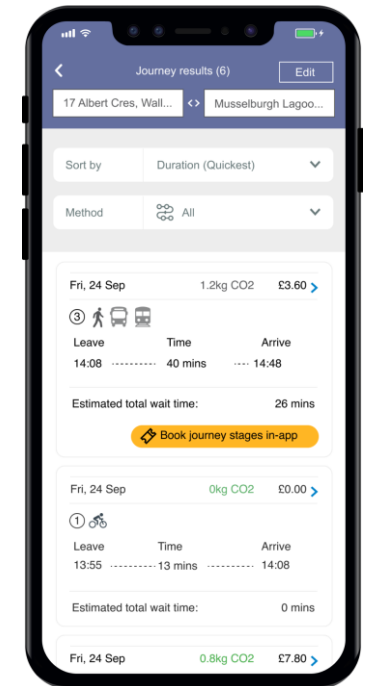 Journey results (6) Edit
17 Albert Cres, Wall... <> Musselburgh Lagoo...
Sort by Duration (Quickest)
Method All
Fri, 24 Sep 1.2kg CO2 £3.60
3
Leave Time Arrive
14:08 40 mins 14:48
Estimated total wait time: 26 mins
Book journey stages in-app
Fri, 24 Sep 0kg CO2 £0.00
1
Leave Time Arrive
13:55 13 mins 14:08
Estimated total wait time: 0 mins
Fri, 24 Sep 0.8kg CO2 £7.80